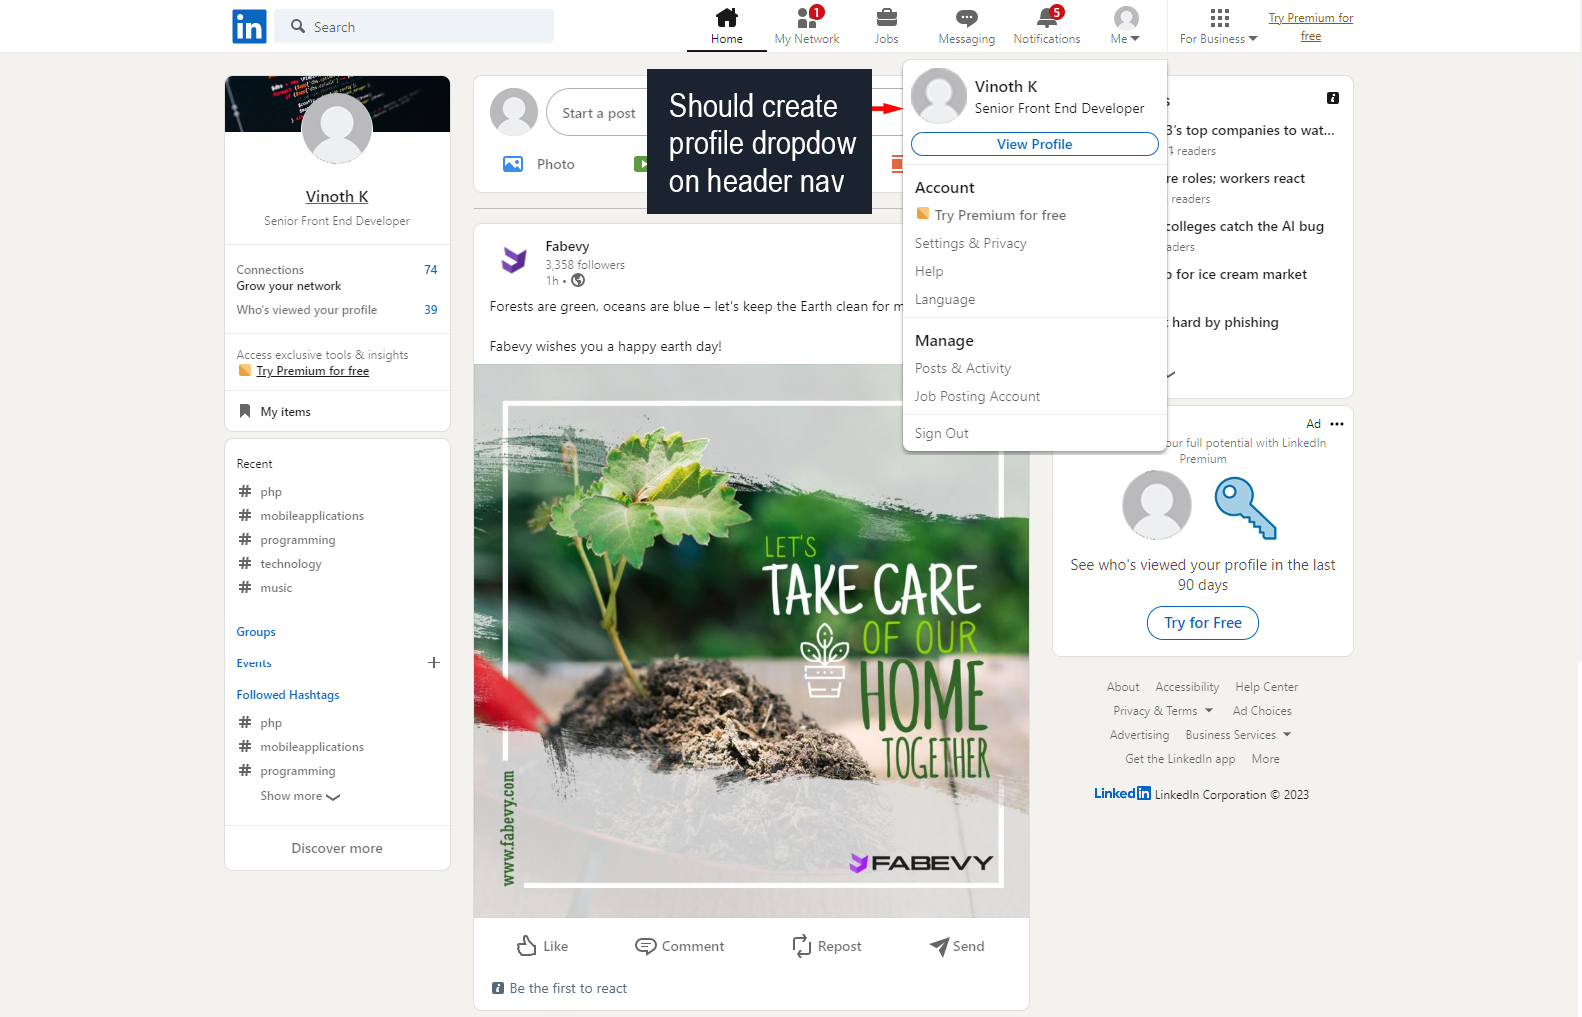 in
Search
Home
1
My Network
Jobs
Messaging
5
Notifications
Me
For Business
Try Premium for
free
Vinoth K
Senior Front End Developer
Connections 74
Grow your network
Who's viewed your profile 39
Access exclusive tools & insights
Try Premium for free
My items
Recent
# php
# mobileapplications
# programming
# technology
# music
Groups
Events +
Followed Hashtags
# php
# mobileapplications
# programming
Show more
Discover more
Start a post
Photo
Should create
profile dropdow
on header nav
Fabevy
3,358 followers
1h •
Forests are green, oceans are blue – let's keep the Earth clean for m
Fabevy wishes you a happy earth day!
LET'S
TAKE CARE
OF OUR
HOME
TOGETHER
www.fabevy.com
FABEVY
Like
Comment
Repost
Send
Be the first to react
Vinoth K
Senior Front End Developer
View Profile
Account
Try Premium for free
Settings & Privacy
Help
Language
Manage
Posts & Activity
Job Posting Account
Sign Out
s
3's top companies to wat...
readers
re roles; workers react
readers
colleges catch the AI bug
aders
for ice cream market
hard by phishing
Ad •••
our full potential with LinkedIn
Premium
See who's viewed your profile in the last
90 days
Try for Free
About Accessibility Help Center
Privacy & Terms Ad Choices
Advertising Business Services
Get the LinkedIn app More
LinkedIn LinkedIn Corporation © 2023